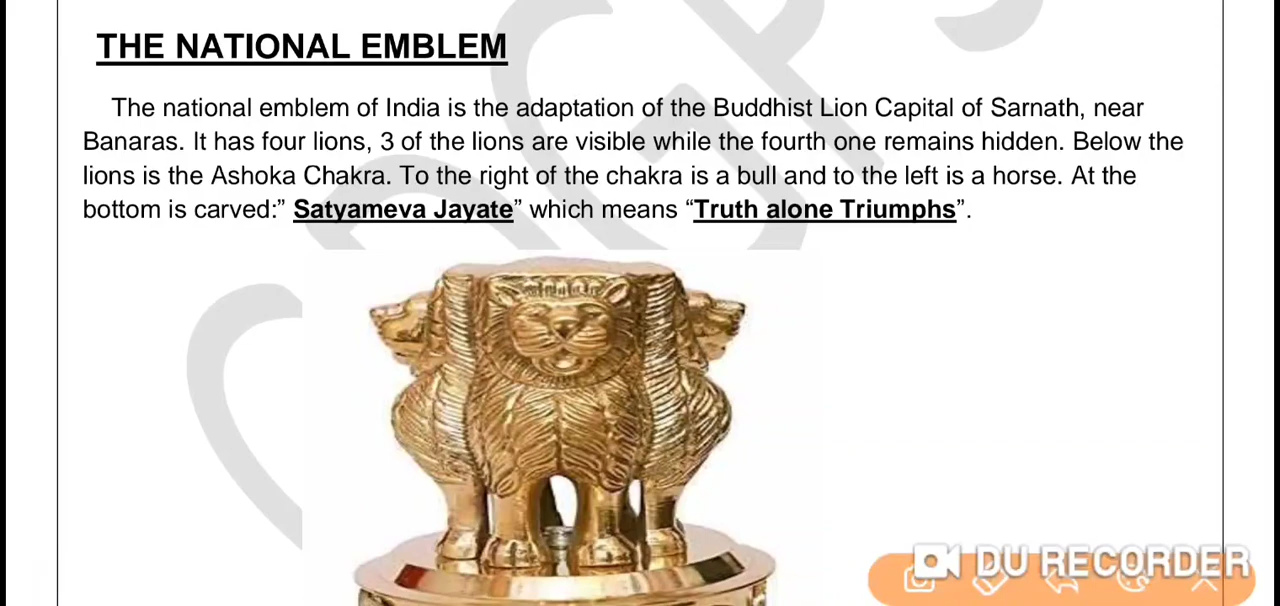 THE NATIONAL EMBLEM
The national emblem of India is the adaptation of the Buddhist Lion Capital of Sarnath, near
Banaras. It has four lions, 3 of the lions are visible while the fourth one remains hidden. Below the
lions is the Ashoka Chakra. To the right of the chakra is a bull and to the left is a horse. At the
bottom is carved:” Satyameva Jayate” which means “Truth alone Triumphs”.
DU RECORDER